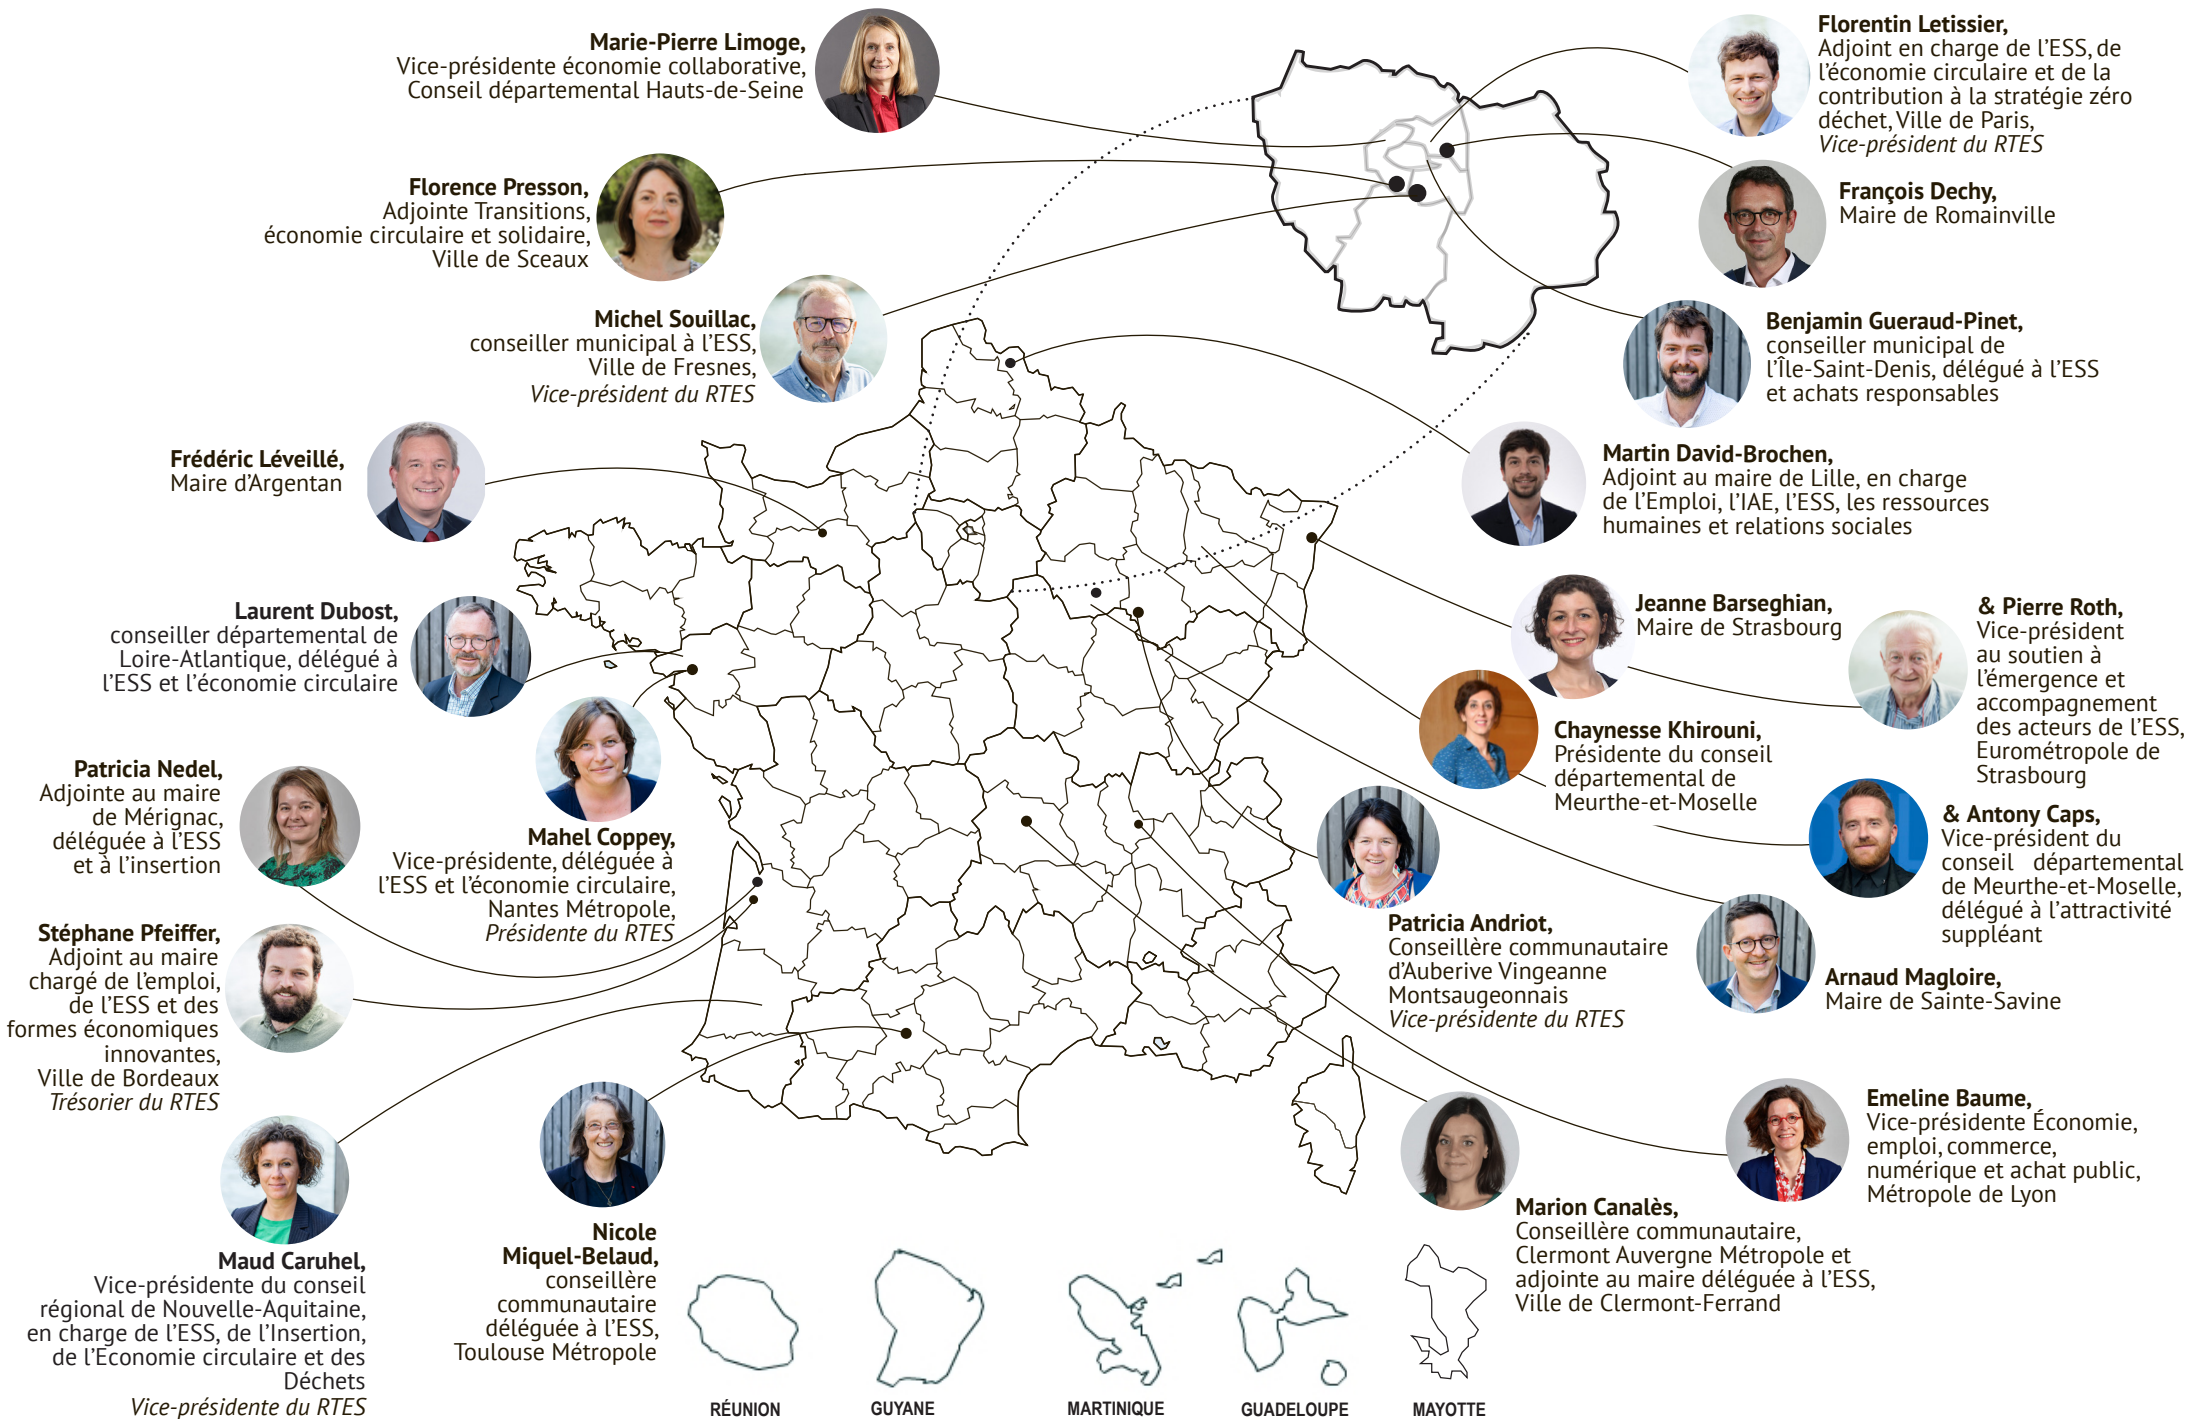 Marie-Pierre Limoge,
Vice-présidente économie collaborative,
Conseil départemental Hauts-de-Seine
Florentin Letissier,
Adjoint en charge de l'ESS, de
l'économie circulaire et de la
contribution à la stratégie zéro
déchet, Ville de Paris,
Vice-président du RTES
Florence Presson,
Adjointe Transitions,
économie circulaire et solidaire,
Ville de Sceaux
François Dechy,
Maire de Romainville
Michel Souillac,
conseiller municipal à l'ESS,
Ville de Fresnes,
Vice-président du RTES
Benjamin Gueraud-Pinet,
conseiller municipal de
l'Île-Saint-Denis, délégué à l'ESS
et achats responsables
Frédéric Léveillé,
Maire d'Argentan
Martin David-Brochen,
Adjoint au maire de Lille, en charge
de l'Emploi, l'IAE, l'ESS, les ressources
humaines et relations sociales
Laurent Dubost,
conseiller départemental de
Loire-Atlantique, délégué à
l'ESS et l'économie circulaire
Jeanne Barseghian,
Maire de Strasbourg
& Pierre Roth,
Vice-président
au soutien à
l'émergence et
accompagnement
des acteurs de l'ESS,
Eurométropole de
Strasbourg
Chaynesse Khirouni,
Présidente du conseil
départemental de
Meurthe-et-Moselle
Patricia Nedel,
Adjointe au maire
de Mérignac,
déléguée à l'ESS
et à l'insertion
Mahel Coppey,
Vice-présidente, déléguée à
l'ESS et l'économie circulaire,
Nantes Métropole,
Présidente du RTES
& Antony Caps,
Vice-président du
conseil départemental
de Meurthe-et-Moselle,
délégué à l'attractivité
suppléant
Stéphane Pfeiffer,
Adjoint au maire
chargé de l'emploi,
de l'ESS et des
formes économiques
innovantes,
Ville de Bordeaux
Trésorier du RTES
Patricia Andriot,
Conseillère communautaire
d'Auberive Vingeanne
Montsaugeonnais
Vice-présidente du RTES
Arnaud Magloire,
Maire de Sainte-Savine
Emeline Baume,
Vice-présidente Économie,
emploi, commerce,
numérique et achat public,
Métropole de Lyon
Marion Canalès,
Conseillère communautaire,
Clermont Auvergne Métropole et
adjointe au maire déléguée à l'ESS,
Ville de Clermont-Ferrand
Maud Caruhel,
Vice-présidente du conseil
régional de Nouvelle-Aquitaine,
en charge de l'ESS, de l'Insertion,
de l'Economie circulaire et des
Déchets
Vice-présidente du RTES
Nicole
Miquel-Belaud,
conseillère
communautaire
déléguée à l'ESS,
Toulouse Métropole
RÉUNION
GUYANE
MARTINIQUE
GUADELOUPE
MAYOTTE